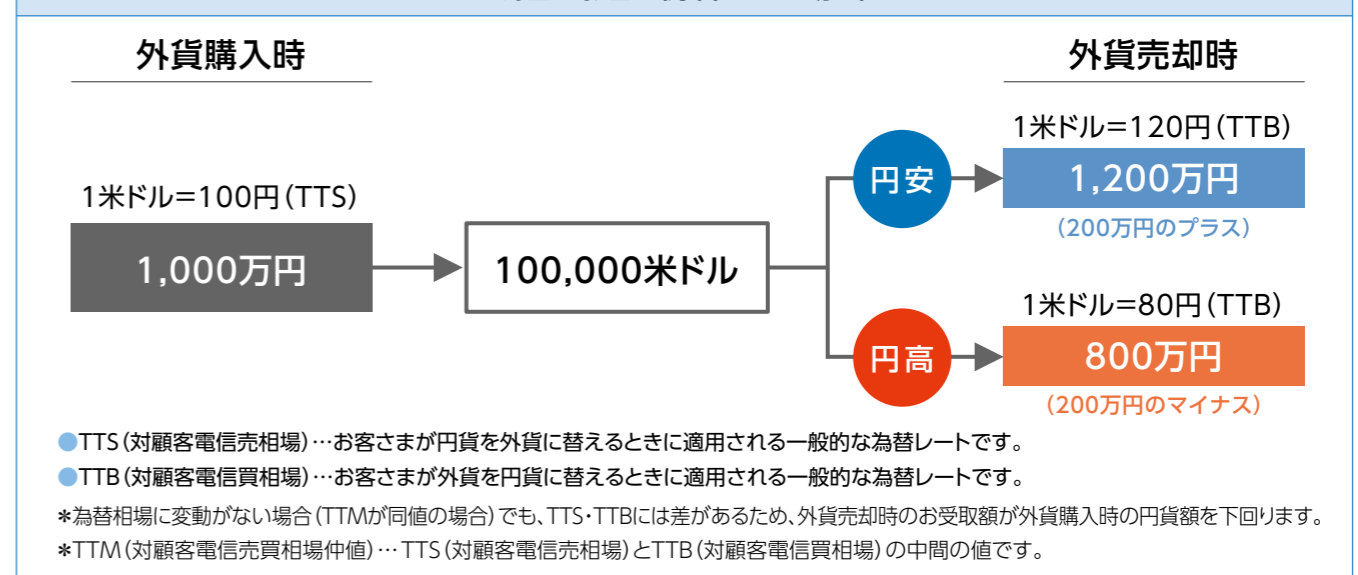 外貨購入時
外貨売却時
1米ドル=120円(TTB)
円安
1,200万円
(200万円のプラス)
1米ドル=100円(TTS)
1,000万円
100,000米ドル
1米ドル=80円(TTB)
円高
800万円
(200万円のマイナス)
●TTS(対顧客電信売相場)…お客さまが円貨を外貨に替えるときに適用される一般的な為替レートです。
●TTB(対顧客電信買相場)…お客さまが外貨を円貨に替えるときに適用される一般的な為替レートです。
*為替相場に変動がない場合(TTMが同値の場合)でも、TTS・TTBには差があるため、外貨売却時のお受取額が外貨購入時の円貨額を下回ります。
*TTM(対顧客電信売買相場仲値)…TTS(対顧客電信売相場)とTTB(対顧客電信買相場)の中間の値です。